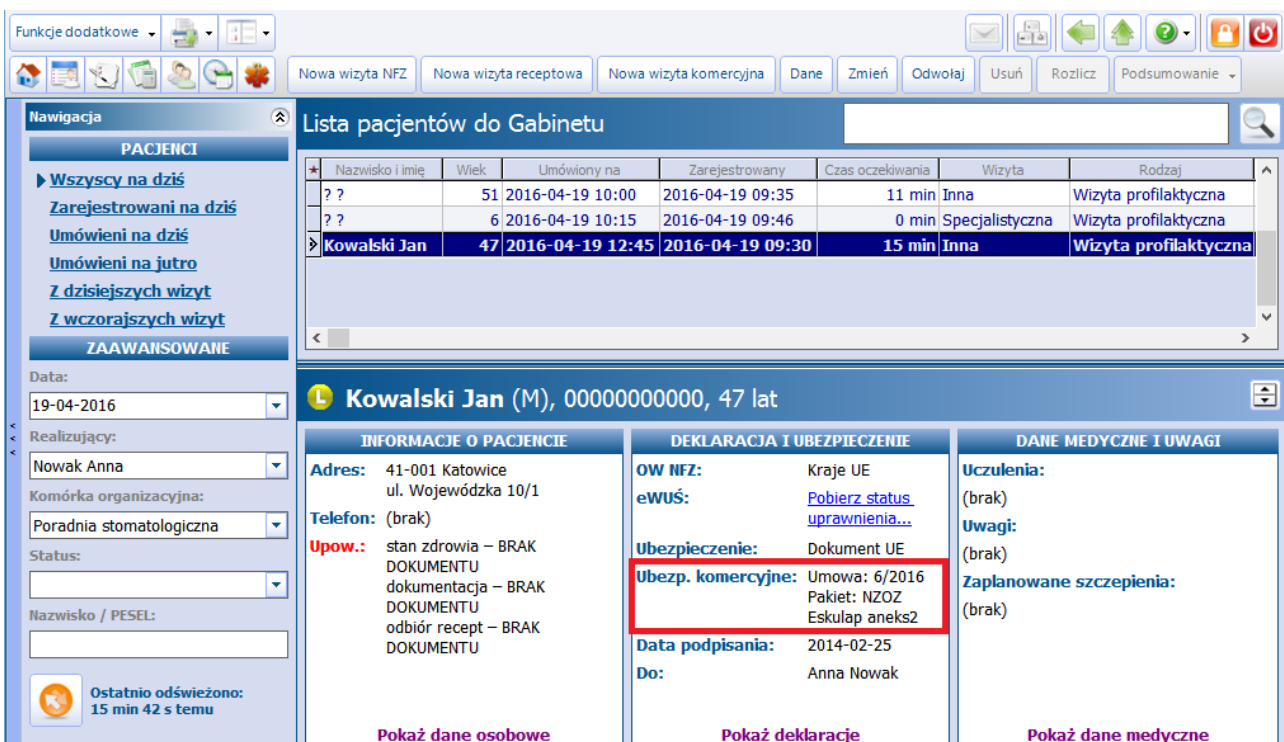 Funkcje dodatkowe
Nowa wizyta NFZ
Nowa wizyta receptowa
Nowa wizyta komercyjna
Dane
Zmień
Odwołaj
Usuń
Rozlicz
Podsumowanie
Nawigacja
PACJENCI
Wszyscy na dziś
Zarejestrowani na dziś
Umówieni na dziś
Umówieni na jutro
Z dzisiejszych wizyt
Z wczorajszych wizyt
ZAAWANSOWANE
Data:
19-04-2016
Realizujący:
Nowak Anna
Komórka organizacyjna:
Poradnia stomatologiczna
Status:
Nazwisko / PESEL:
Ostatnio odświeżono:
15 min 42 s temu
Lista pacjentów do Gabinetu
Nazwisko i imię Wiek Umówiony na Zarejestrowany Czas oczekiwania Wizyta Rodzaj
? ? 51 2016-04-19 10:00 2016-04-19 09:35 11 min Inna Wizyta profilaktyczna
? ? 6 2016-04-19 10:15 2016-04-19 09:46 0 min Specjalistyczna Wizyta profilaktyczna
Kowalski Jan 47 2016-04-19 12:45 2016-04-19 09:30 15 min Inna Wizyta profilaktyczna
L Kowalski Jan (M), 00000000000, 47 lat
INFORMACJE O PACJENCIE
Adres: 41-001 Katowice
ul. Wojewódzka 10/1
Telefon: (brak)
Upow.: stan zdrowia – BRAK
DOKUMENTU
dokumentacja – BRAK
DOKUMENTU
odbiór recept – BRAK
DOKUMENTU
Pokaż dane osobowe
DEKLARACJA I UBEZPIECZENIE
OW NFZ: Kraje UE
eWUŚ: Pobierz status
uprawnienia...
Ubezpieczenie: Dokument UE
Ubezp. komercyjne: Umowa: 6/2016
Pakiet: NZOZ
Eskulap aneks2
Data podpisania: 2014-02-25
Do: Anna Nowak
Pokaż deklaracje
DANE MEDYCZNE I UWAGI
Uczulenia:
(brak)
Uwagi:
(brak)
Zaplanowane szczepienia:
(brak)
Pokaż dane medyczne